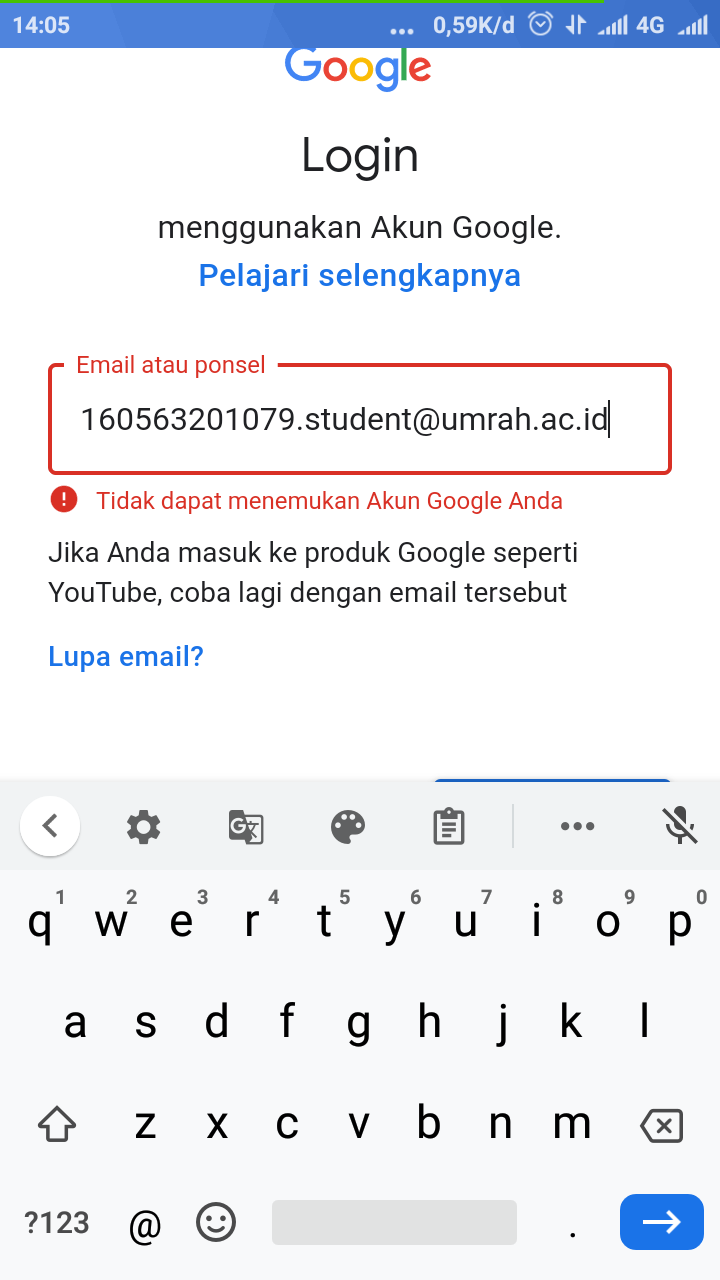 14:05 ... 0,59K/d 4G
Google
Login
menggunakan Akun Google.
Pelajari selengkapnya
Email atau ponsel
160563201079.student@umrah.ac.id
! Tidak dapat menemukan Akun Google Anda
Jika Anda masuk ke produk Google seperti
YouTube, coba lagi dengan email tersebut
Lupa email?
G
1 2 3 4 5 6 7 8 9 0
q w e r t y u i o p
a s d f g h j k l
z x c v b n m
?123 @ .